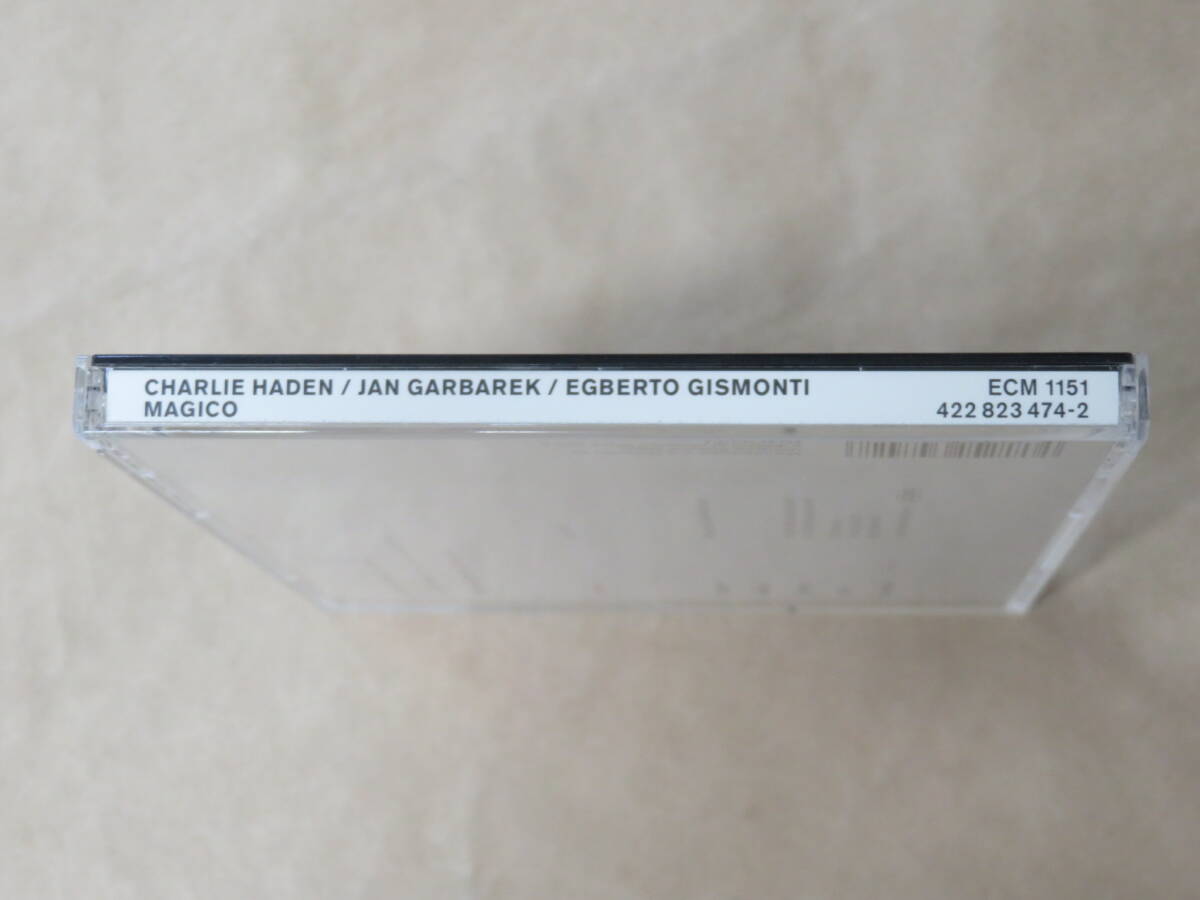 CHARLIE HADEN / JAN GARBAREK / EGBERTO GISMONTI ECM 1151
MAGICO 422 823 474-2